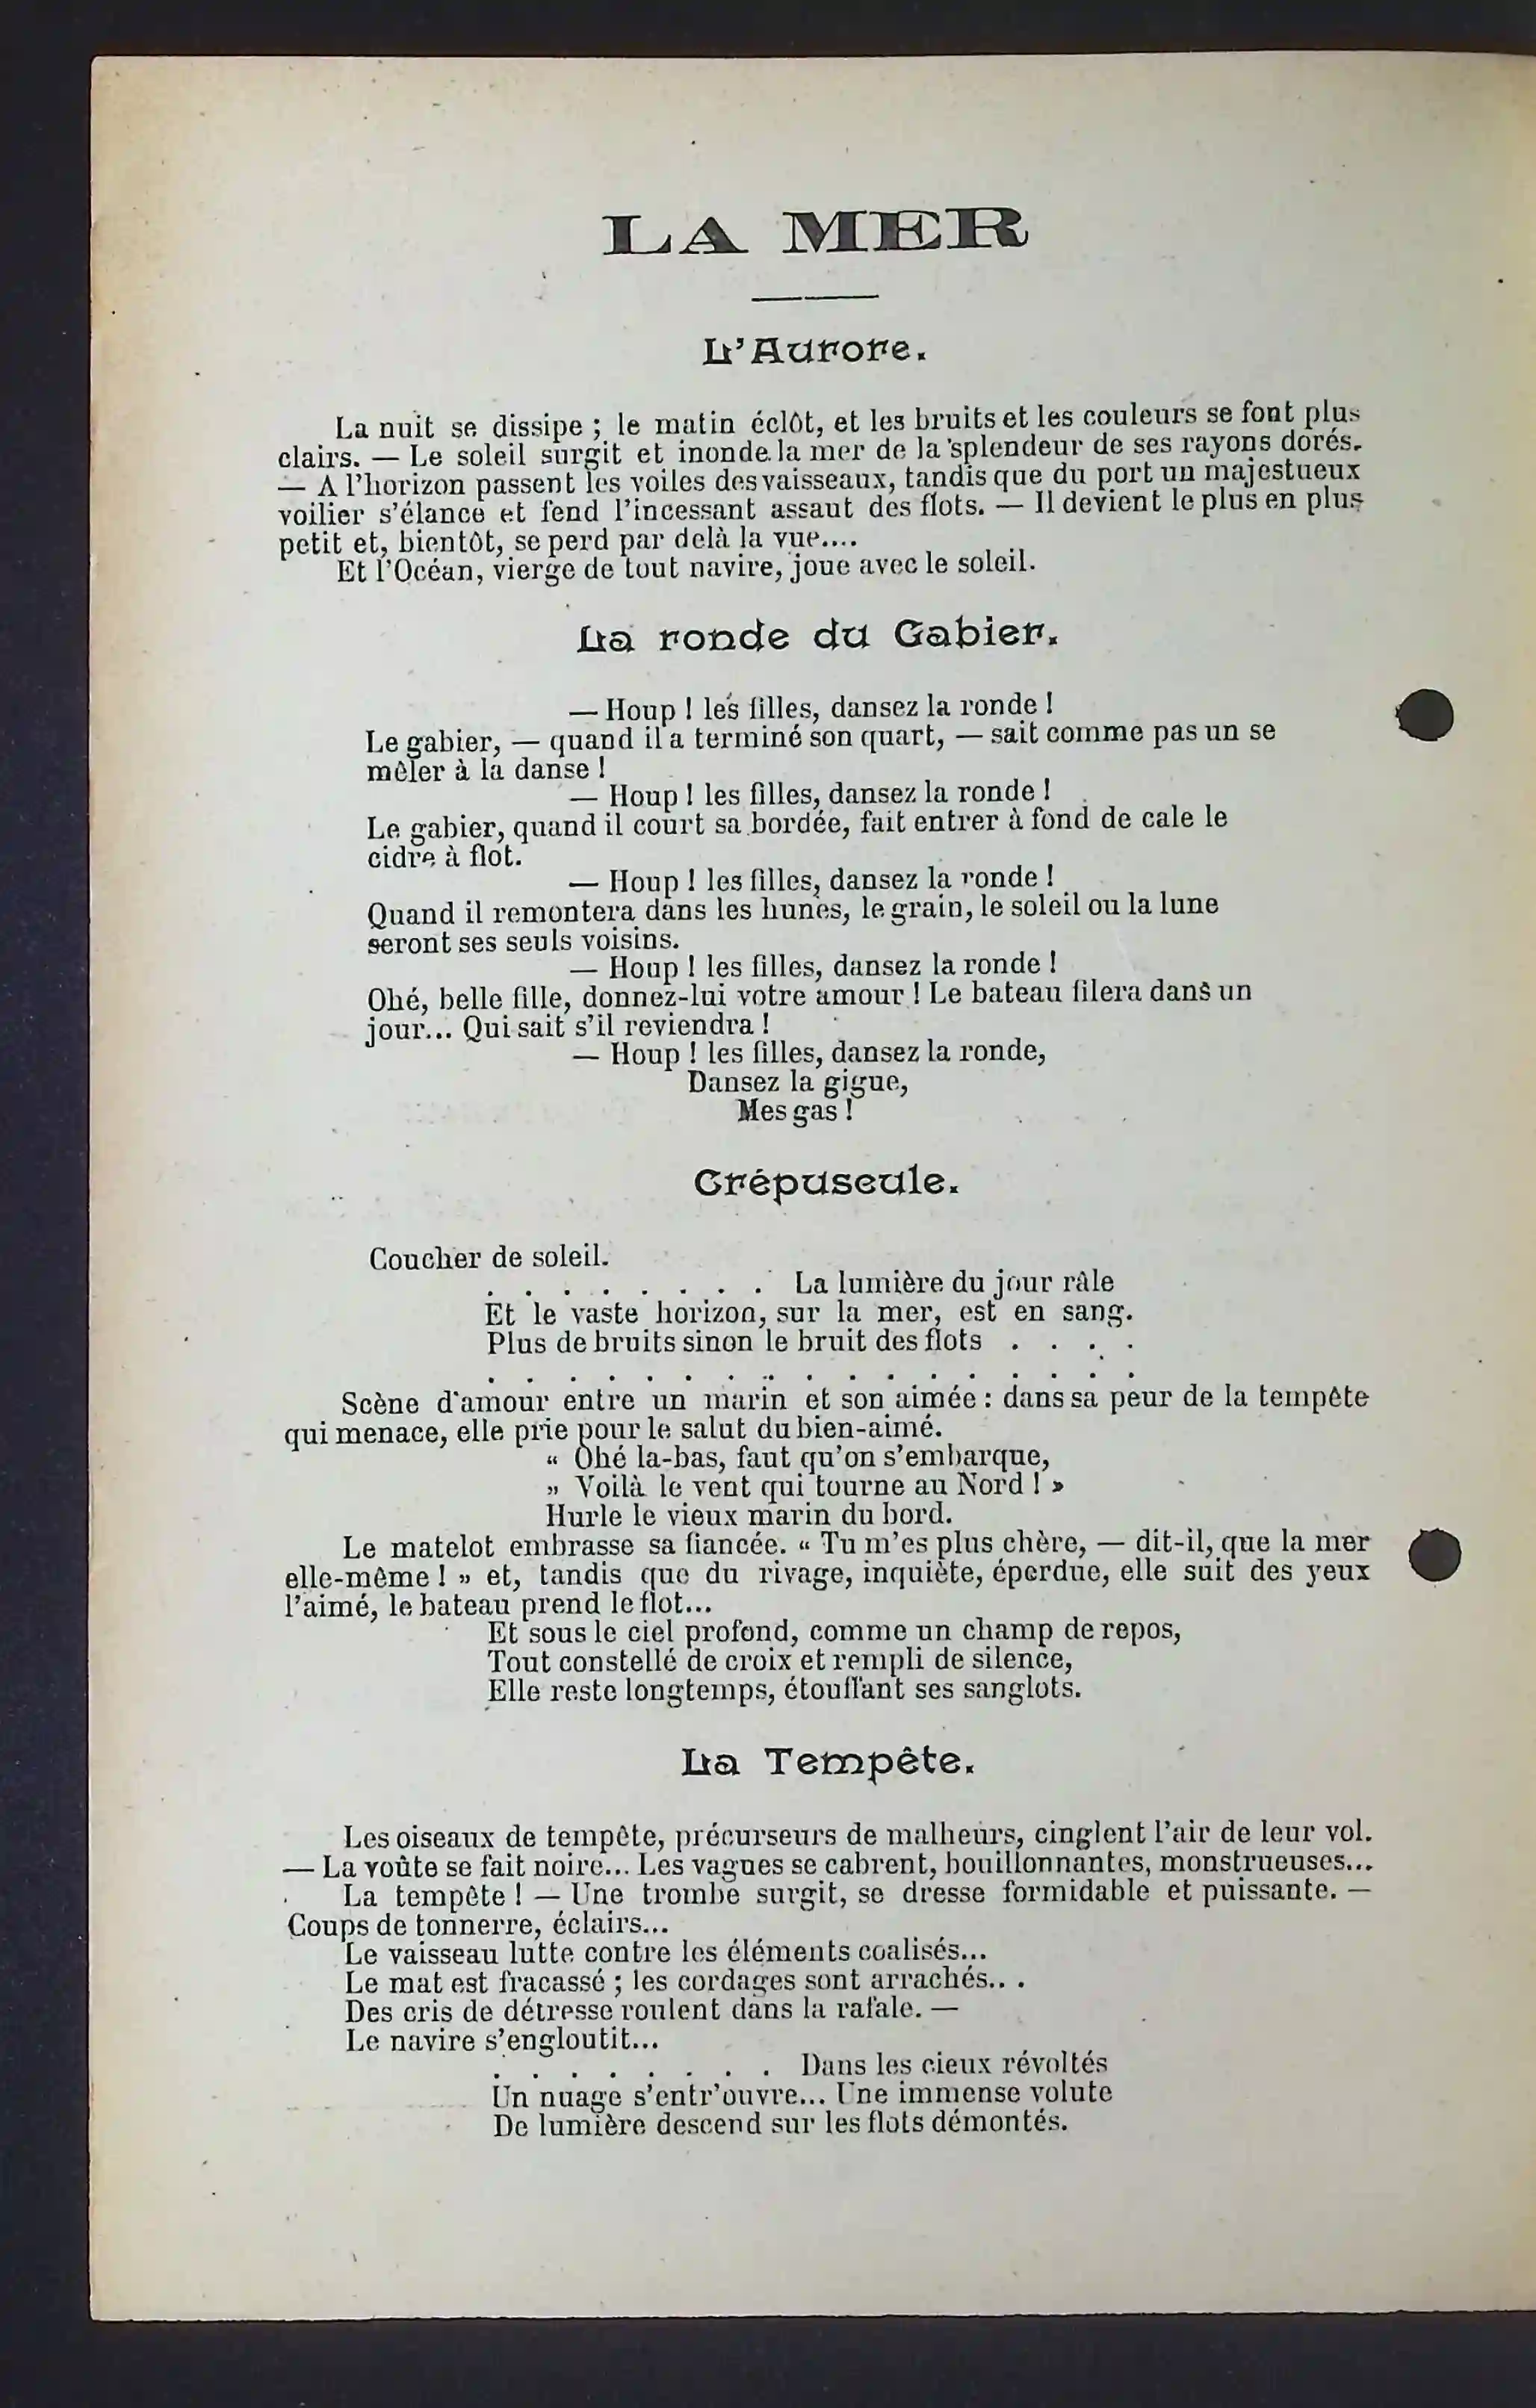 LA MER
L'Aurore.
La nuit se dissipe ; le matin éclôt, et les bruits et les couleurs se font plus
clairs. — Le soleil surgit et inonde la mer de la splendeur de ses rayons dorés.
— A l'horizon passent les voiles des vaisseaux, tandis que du port un majestueux
voilier s'élance et fend l'incessant assaut des flots. — Il devient le plus en plus
petit et, bientôt, se perd par delà la vue....
Et l'Océan, vierge de tout navire, joue avec le soleil.
La ronde du Gabier.
— Houp ! les filles, dansez la ronde !
Le gabier, — quand il a terminé son quart, — sait comme pas un se
mêler à la danse !
— Houp ! les filles, dansez la ronde !
Le gabier, quand il court sa bordée, fait entrer à fond de cale le
cidre à flot.
— Houp ! les filles, dansez la ronde !
Quand il remontera dans les hunes, le grain, le soleil ou la lune
seront ses seuls voisins.
— Houp ! les filles, dansez la ronde !
Ohé, belle fille, donnez-lui votre amour ! Le bateau filera dans un
jour... Qui sait s'il reviendra !
— Houp ! les filles, dansez la ronde,
Dansez la gigue,
Mes gas !
Crépuscule.
Coucher de soleil.
. . . . . . . . La lumière du jour râle
Et le vaste horizon, sur la mer, est en sang.
Plus de bruits sinon le bruit des flots . . . .
. . . . . . . . . . . . . . . . .
Scène d'amour entre un marin et son aimée : dans sa peur de la tempête
qui menace, elle prie pour le salut du bien-aimé.
« Ohé la-bas, faut qu'on s'embarque,
» Voilà le vent qui tourne au Nord ! »
Hurle le vieux marin du bord.
Le matelot embrasse sa fiancée. « Tu m'es plus chère, — dit-il, que la mer
elle-même ! » et, tandis que du rivage, inquiète, éperdue, elle suit des yeux
l'aimé, le bateau prend le flot...
Et sous le ciel profond, comme un champ de repos,
Tout constellé de croix et rempli de silence,
Elle reste longtemps, étouffant ses sanglots.
La Tempête.
Les oiseaux de tempête, précurseurs de malheurs, cinglent l'air de leur vol.
— La voûte se fait noire... Les vagues se cabrent, bouillonnantes, monstrueuses...
La tempête ! — Une trombe surgit, se dresse formidable et puissante. —
Coups de tonnerre, éclairs...
Le vaisseau lutte contre les éléments coalisés...
Le mat est fracassé ; les cordages sont arrachés.. .
Des cris de détresse roulent dans la rafale. —
Le navire s'engloutit...
. . . . . . . . Dans les cieux révoltés
Un nuage s'entr'ouvre... Une immense volute
De lumière descend sur les flots démontés.